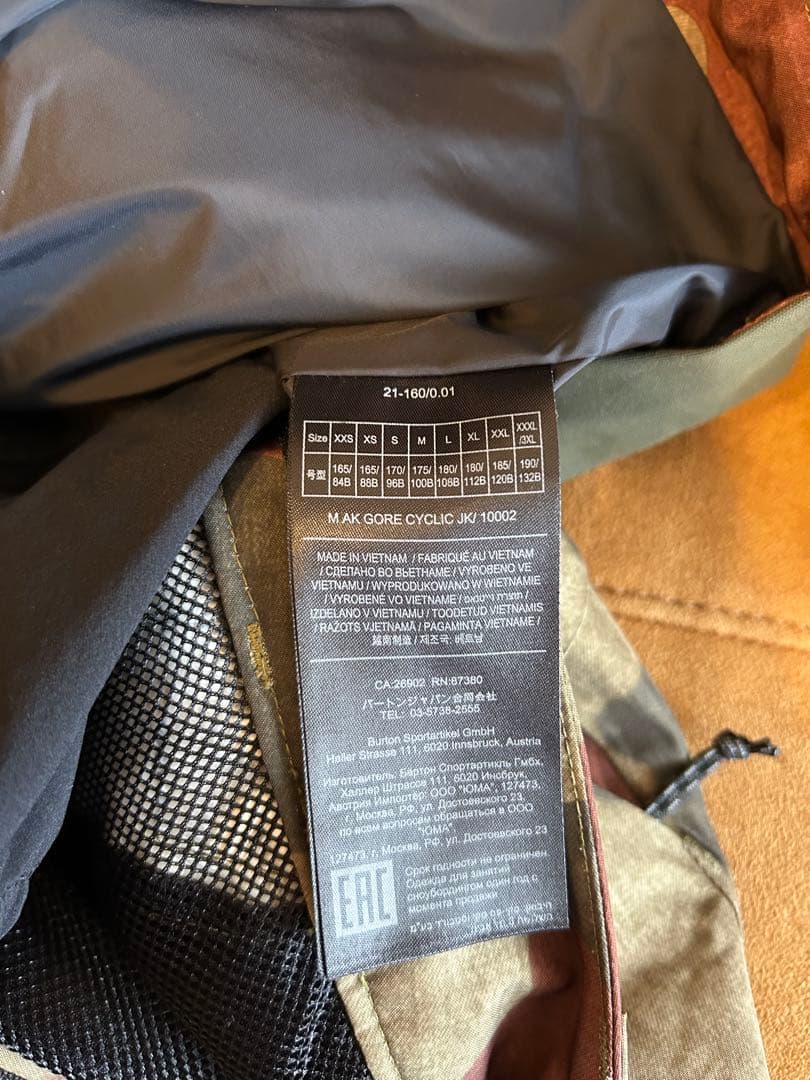 21-160/0.01
Size XXS XS S M L XL XXL XXXL/3XL
号型 165/84B 165/88B 170/96B 175/100B 180/108B 180/112B 185/120B 190/132B
M AK GORE CYCLIC JK/ 10002
MADE IN VIETNAM / FABRIQUÉ AU VIETNAM
/ СДЕЛАНО ВО ВЬЕТНАМЕ / VYROBENO VE
VIETNAMU / WYPRODUKOWANO W WIETNAMIE
/ VYROBENÉ VO VIETNAME / תוצרת וייטנאם /
IZDELANO V VIETNAMU / TOODETUD VIETNAMIS
/ RAŽOTS VJETNAMĀ / PAGAMINTA VIETNAME
/ 越南制造 / 제조국: 베트남
CA:26902 RN:87380
バートンジャパン合同会社
TEL: 03-5738-2555
Burton Sportartikel GmbH
Haller Strasse 111, 6020 Innsbruck, Austria
Изготовитель: Бартон Спортартикль Гмбх.
Халлер Штрассе 111, 6020 Инсбрук,
Австрия Импортёр: ООО "ЮМА", 127473,
г. Москва, РФ, ул. Достоевского 23,
по всем вопросам обращаться в ООО
"ЮМА"
127473, г. Москва, РФ, ул. Достоевского 23
EAC
Срок годности не ограничен.
Одежда для занятий
сноубордингом один год с
момента продажи